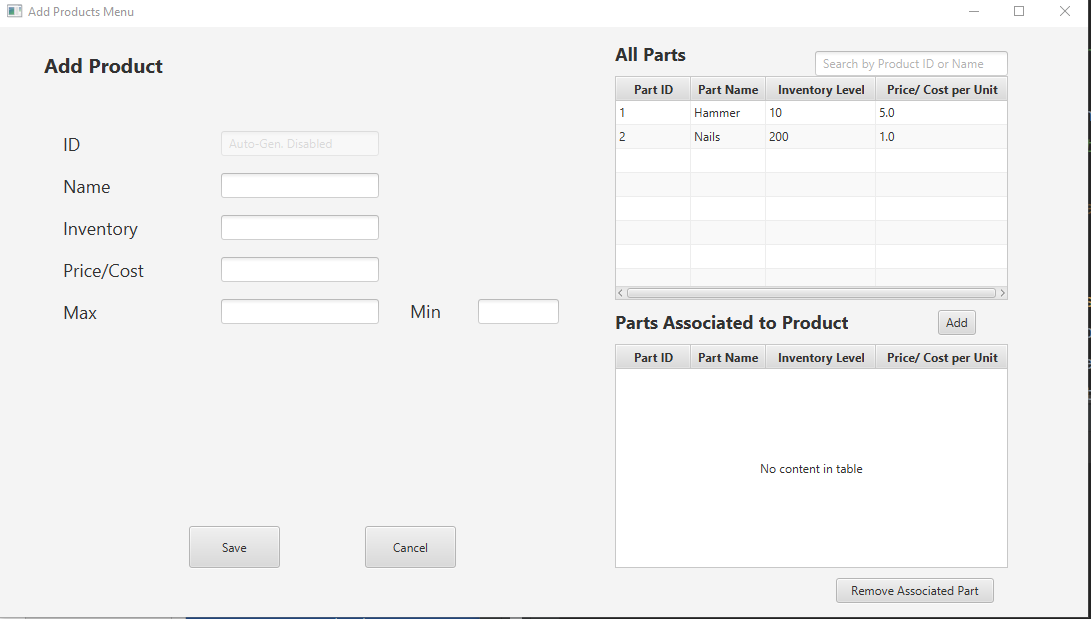 Add Products Menu
Add Product
ID Auto-Gen. Disabled
Name
Inventory
Price/Cost
Max Min
Save Cancel
All Parts Search by Product ID or Name
Part ID Part Name Inventory Level Price/ Cost per Unit
1 Hammer 10 5.0
2 Nails 200 1.0
Parts Associated to Product Add
Part ID Part Name Inventory Level Price/ Cost per Unit
No content in table
Remove Associated Part